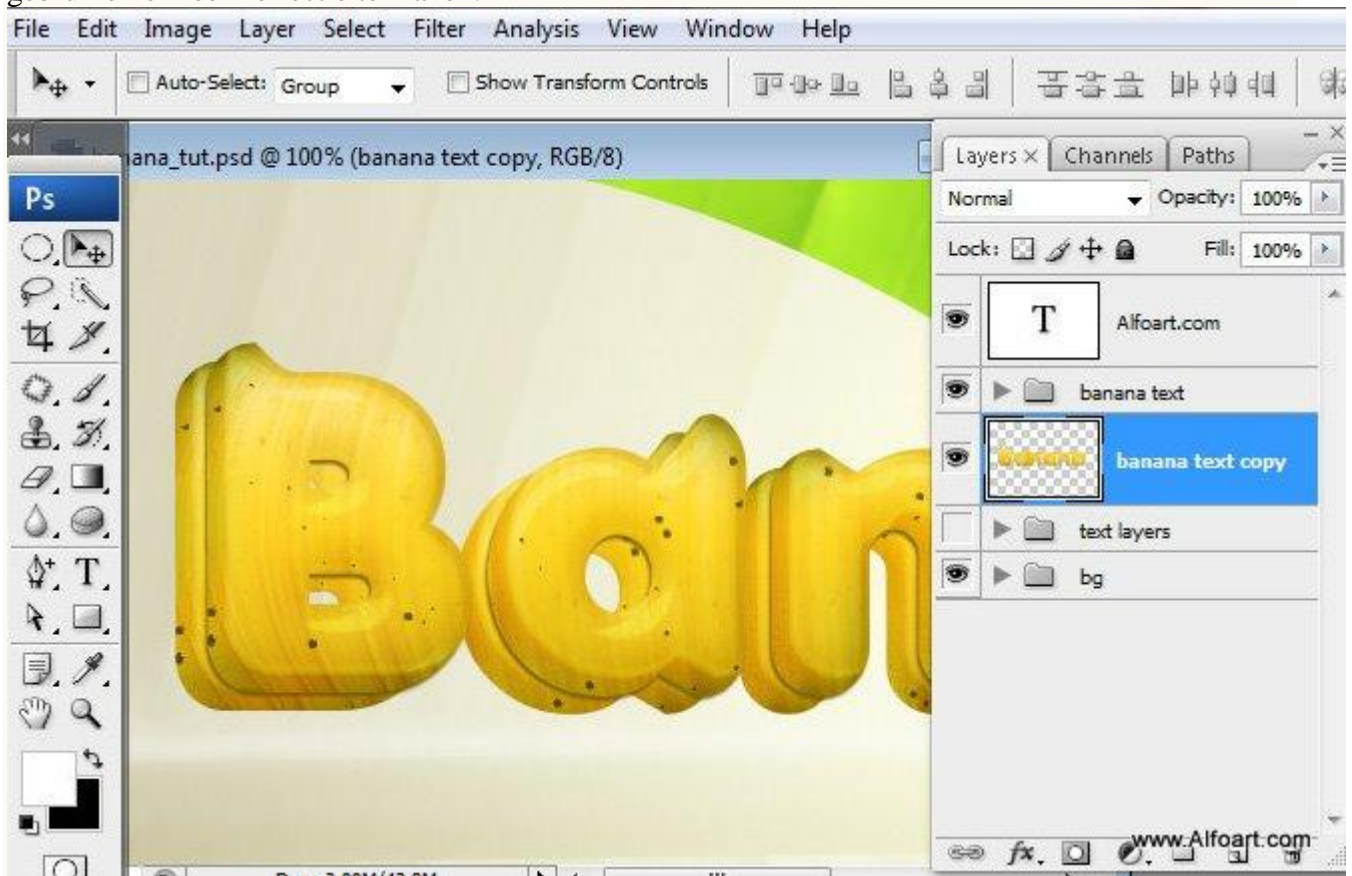 File Edit Image Layer Select Filter Analysis View Window Help
Auto-Select: Group Show Transform Controls
ana_tut.psd @ 100% (banana text copy, RGB/8)
Layers × Channels Paths
Ps
Normal Opacity: 100%
Lock: Fill: 100%
T Alfoart.com
banana text
banana text copy
text layers
bg
Ban
T
fx.
www.Alfoart.com